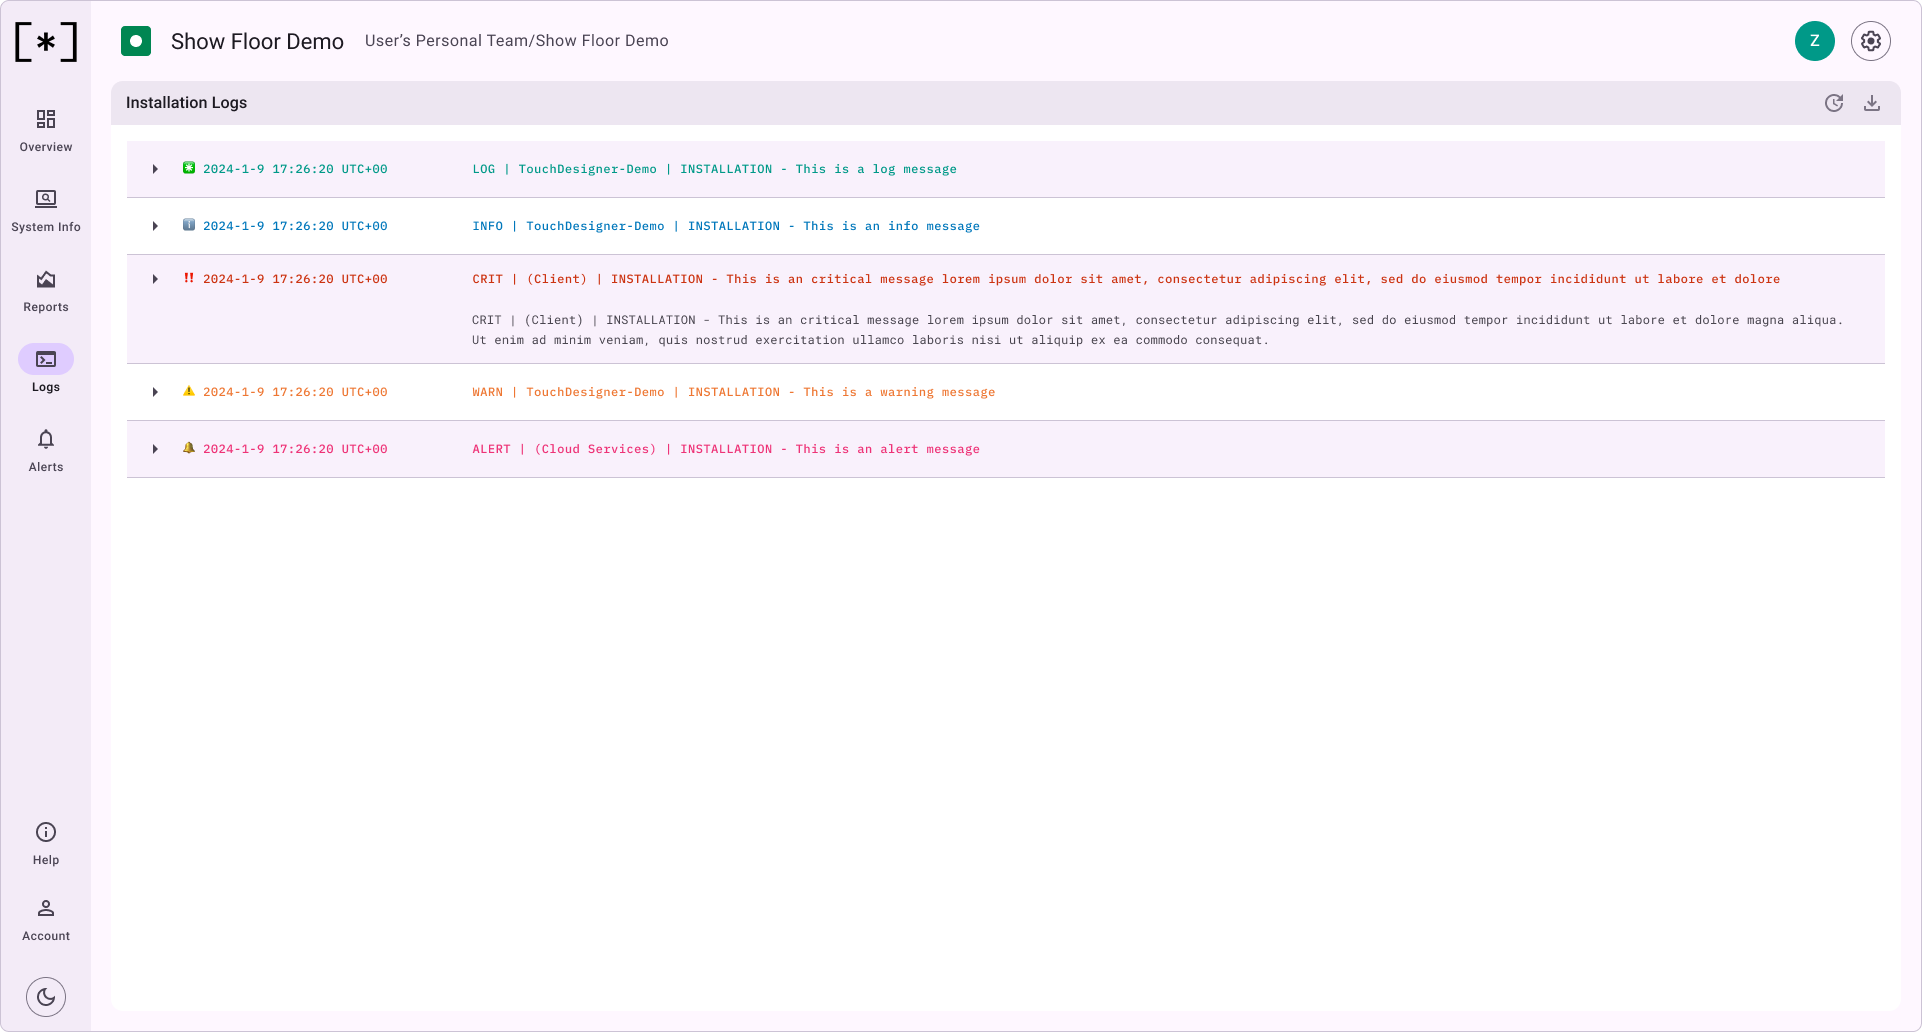 [*]
Show Floor Demo
User’s Personal Team/Show Floor Demo
Z
Overview
System Info
Reports
Logs
Alerts
Help
Account
Installation Logs
2024-1-9 17:26:20 UTC+00 LOG | TouchDesigner-Demo | INSTALLATION - This is a log message
2024-1-9 17:26:20 UTC+00 INFO | TouchDesigner-Demo | INSTALLATION - This is an info message
2024-1-9 17:26:20 UTC+00 CRIT | (Client) | INSTALLATION - This is an critical message lorem ipsum dolor sit amet, consectetur adipiscing elit, sed do eiusmod tempor incididunt ut labore et dolore
CRIT | (Client) | INSTALLATION - This is an critical message lorem ipsum dolor sit amet, consectetur adipiscing elit, sed do eiusmod tempor incididunt ut labore et dolore magna aliqua.
Ut enim ad minim veniam, quis nostrud exercitation ullamco laboris nisi ut aliquip ex ea commodo consequat.
2024-1-9 17:26:20 UTC+00 WARN | TouchDesigner-Demo | INSTALLATION - This is a warning message
2024-1-9 17:26:20 UTC+00 ALERT | (Cloud Services) | INSTALLATION - This is an alert message